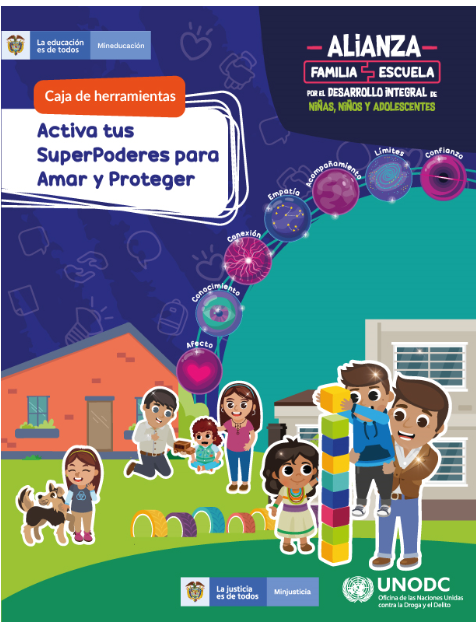 La educación
es de todos
Mineducación
ALiANZA
FAMILIA ESCUELA
POR EL DESARROLLO INTEGRAL DE
NIÑAS, NIÑOS Y ADOLESCENTES
Caja de herramientas
Activa tus
SuperPoderes para
Amar y Proteger
Confianza
Límites
Acompañamiento
Empatía
Conexión
Conocimiento
Afecto
La justicia
es de todos
Minjusticia
UNODC
Oficina de las Naciones Unidas
contra la Droga y el Delito